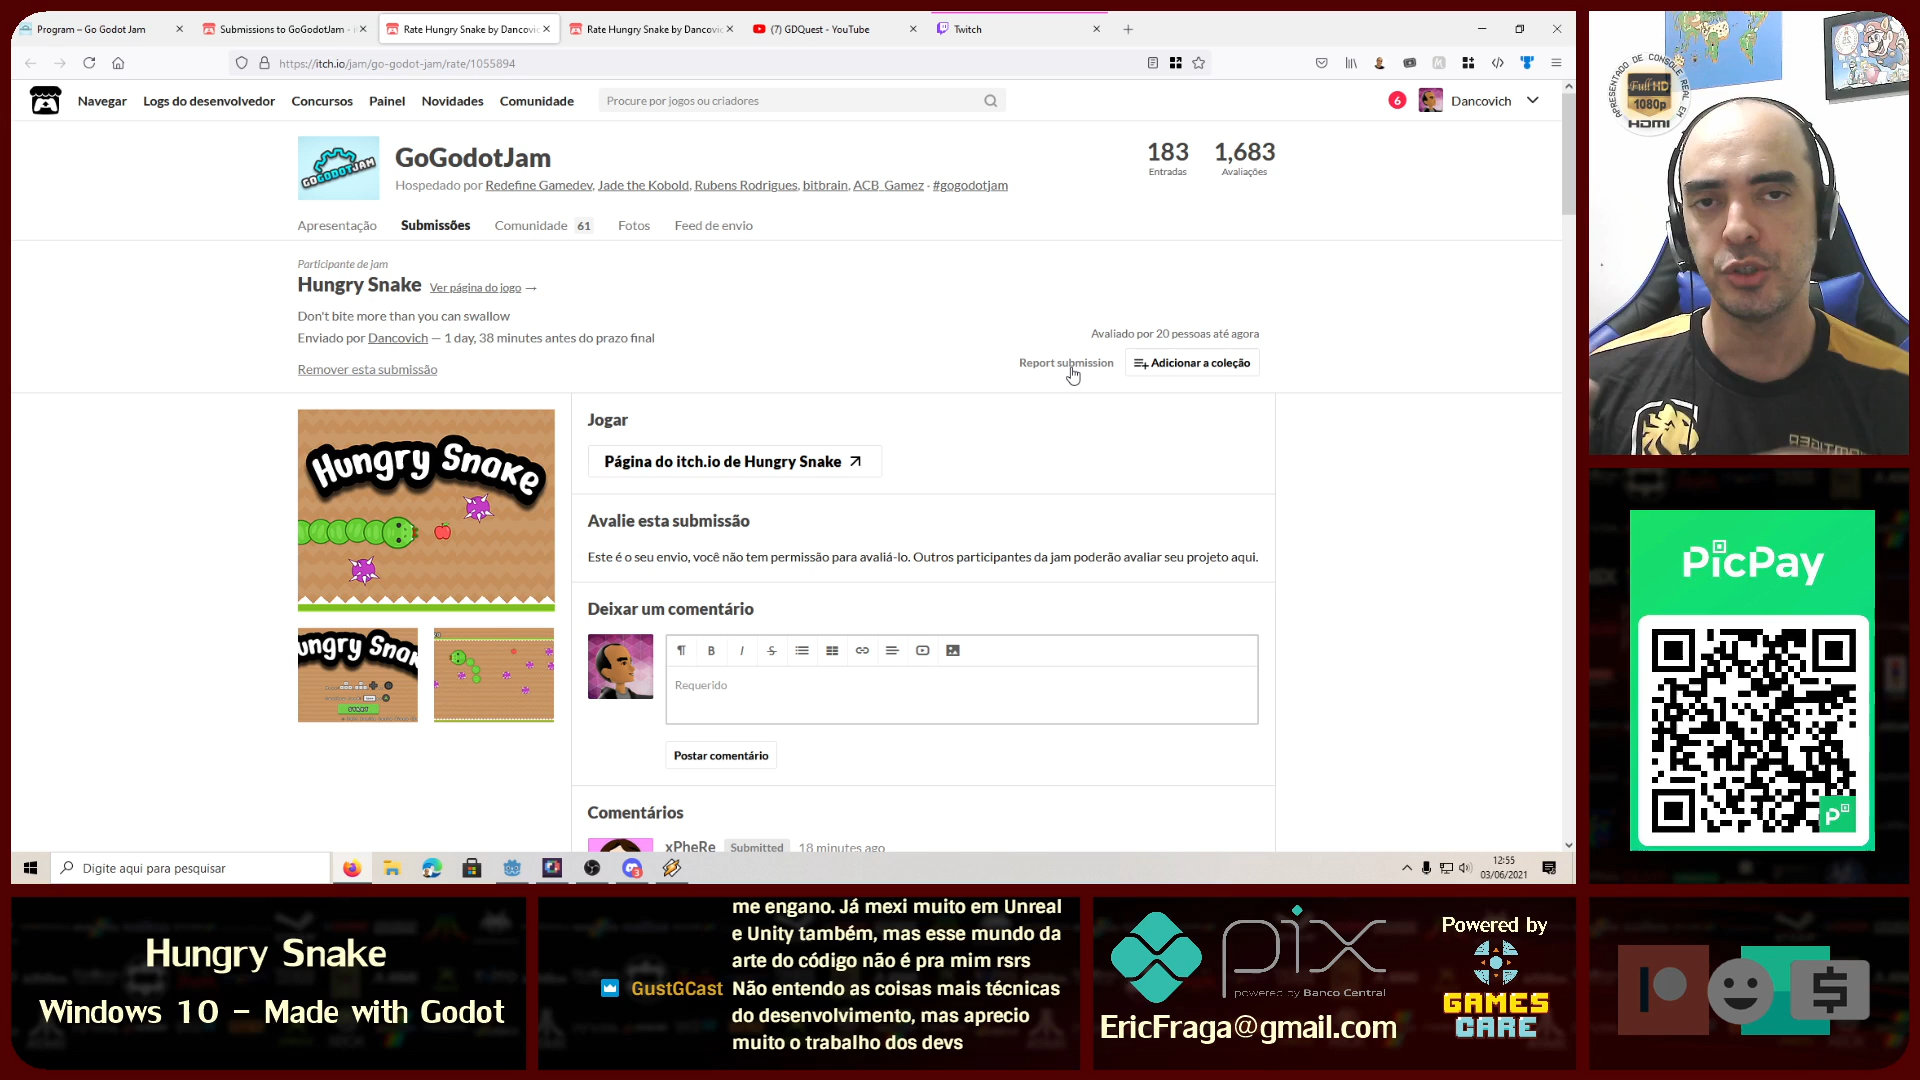 Program – Go Godot Jam
Submissions to GoGodotJam -
Rate Hungry Snake by Dancovic
Rate Hungry Snake by Dancovic
(7) GDQuest - YouTube
Twitch
https://itch.io/jam/go-godot-jam/rate/1055894
Navegar
Logs do desenvolvedor
Concursos
Painel
Novidades
Comunidade
Procure por jogos ou criadores
6
Dancovich
GOGODOTJAM
GoGodotJam
Hospedado por Redefine Gamedev, Jade the Kobold, Rubens Rodrigues, bitbrain, ACB_Gamez · #gogodotjam
183
Entradas
1,683
Avaliações
Apresentação
Submissões
Comunidade 61
Fotos
Feed de envio
Participante de jam
Hungry Snake Ver página do jogo →
Don't bite more than you can swallow
Enviado por Dancovich — 1 day, 38 minutes antes do prazo final
Remover esta submissão
Avaliado por 20 pessoas até agora
Report submission
Adicionar a coleção
Hungry Snake
ungry Sna
START
Jogar
Página do itch.io de Hungry Snake
Avalie esta submissão
Este é o seu envio, você não tem permissão para avaliá-lo. Outros participantes da jam poderão avaliar seu projeto aqui.
Deixar um comentário
Requerido
Postar comentário
Comentários
xPheRe Submitted 18 minutes ago
Digite aqui para pesquisar
3
12:55
03/06/2021
APRESENTADO DE CONSOLE REAL EM
Full HD
1080p
HDMI
PicPay
Hungry Snake
Windows 10 - Made with Godot
me engano. Já mexi muito em Unreal
e Unity também, mas esse mundo da
arte do código não é pra mim rsrs
GustGCast Não entendo as coisas mais técnicas
do desenvolvimento, mas aprecio
muito o trabalho dos devs
pix
powered by Banco Central
EricFraga@gmail.com
Powered by
GAMES
CARE